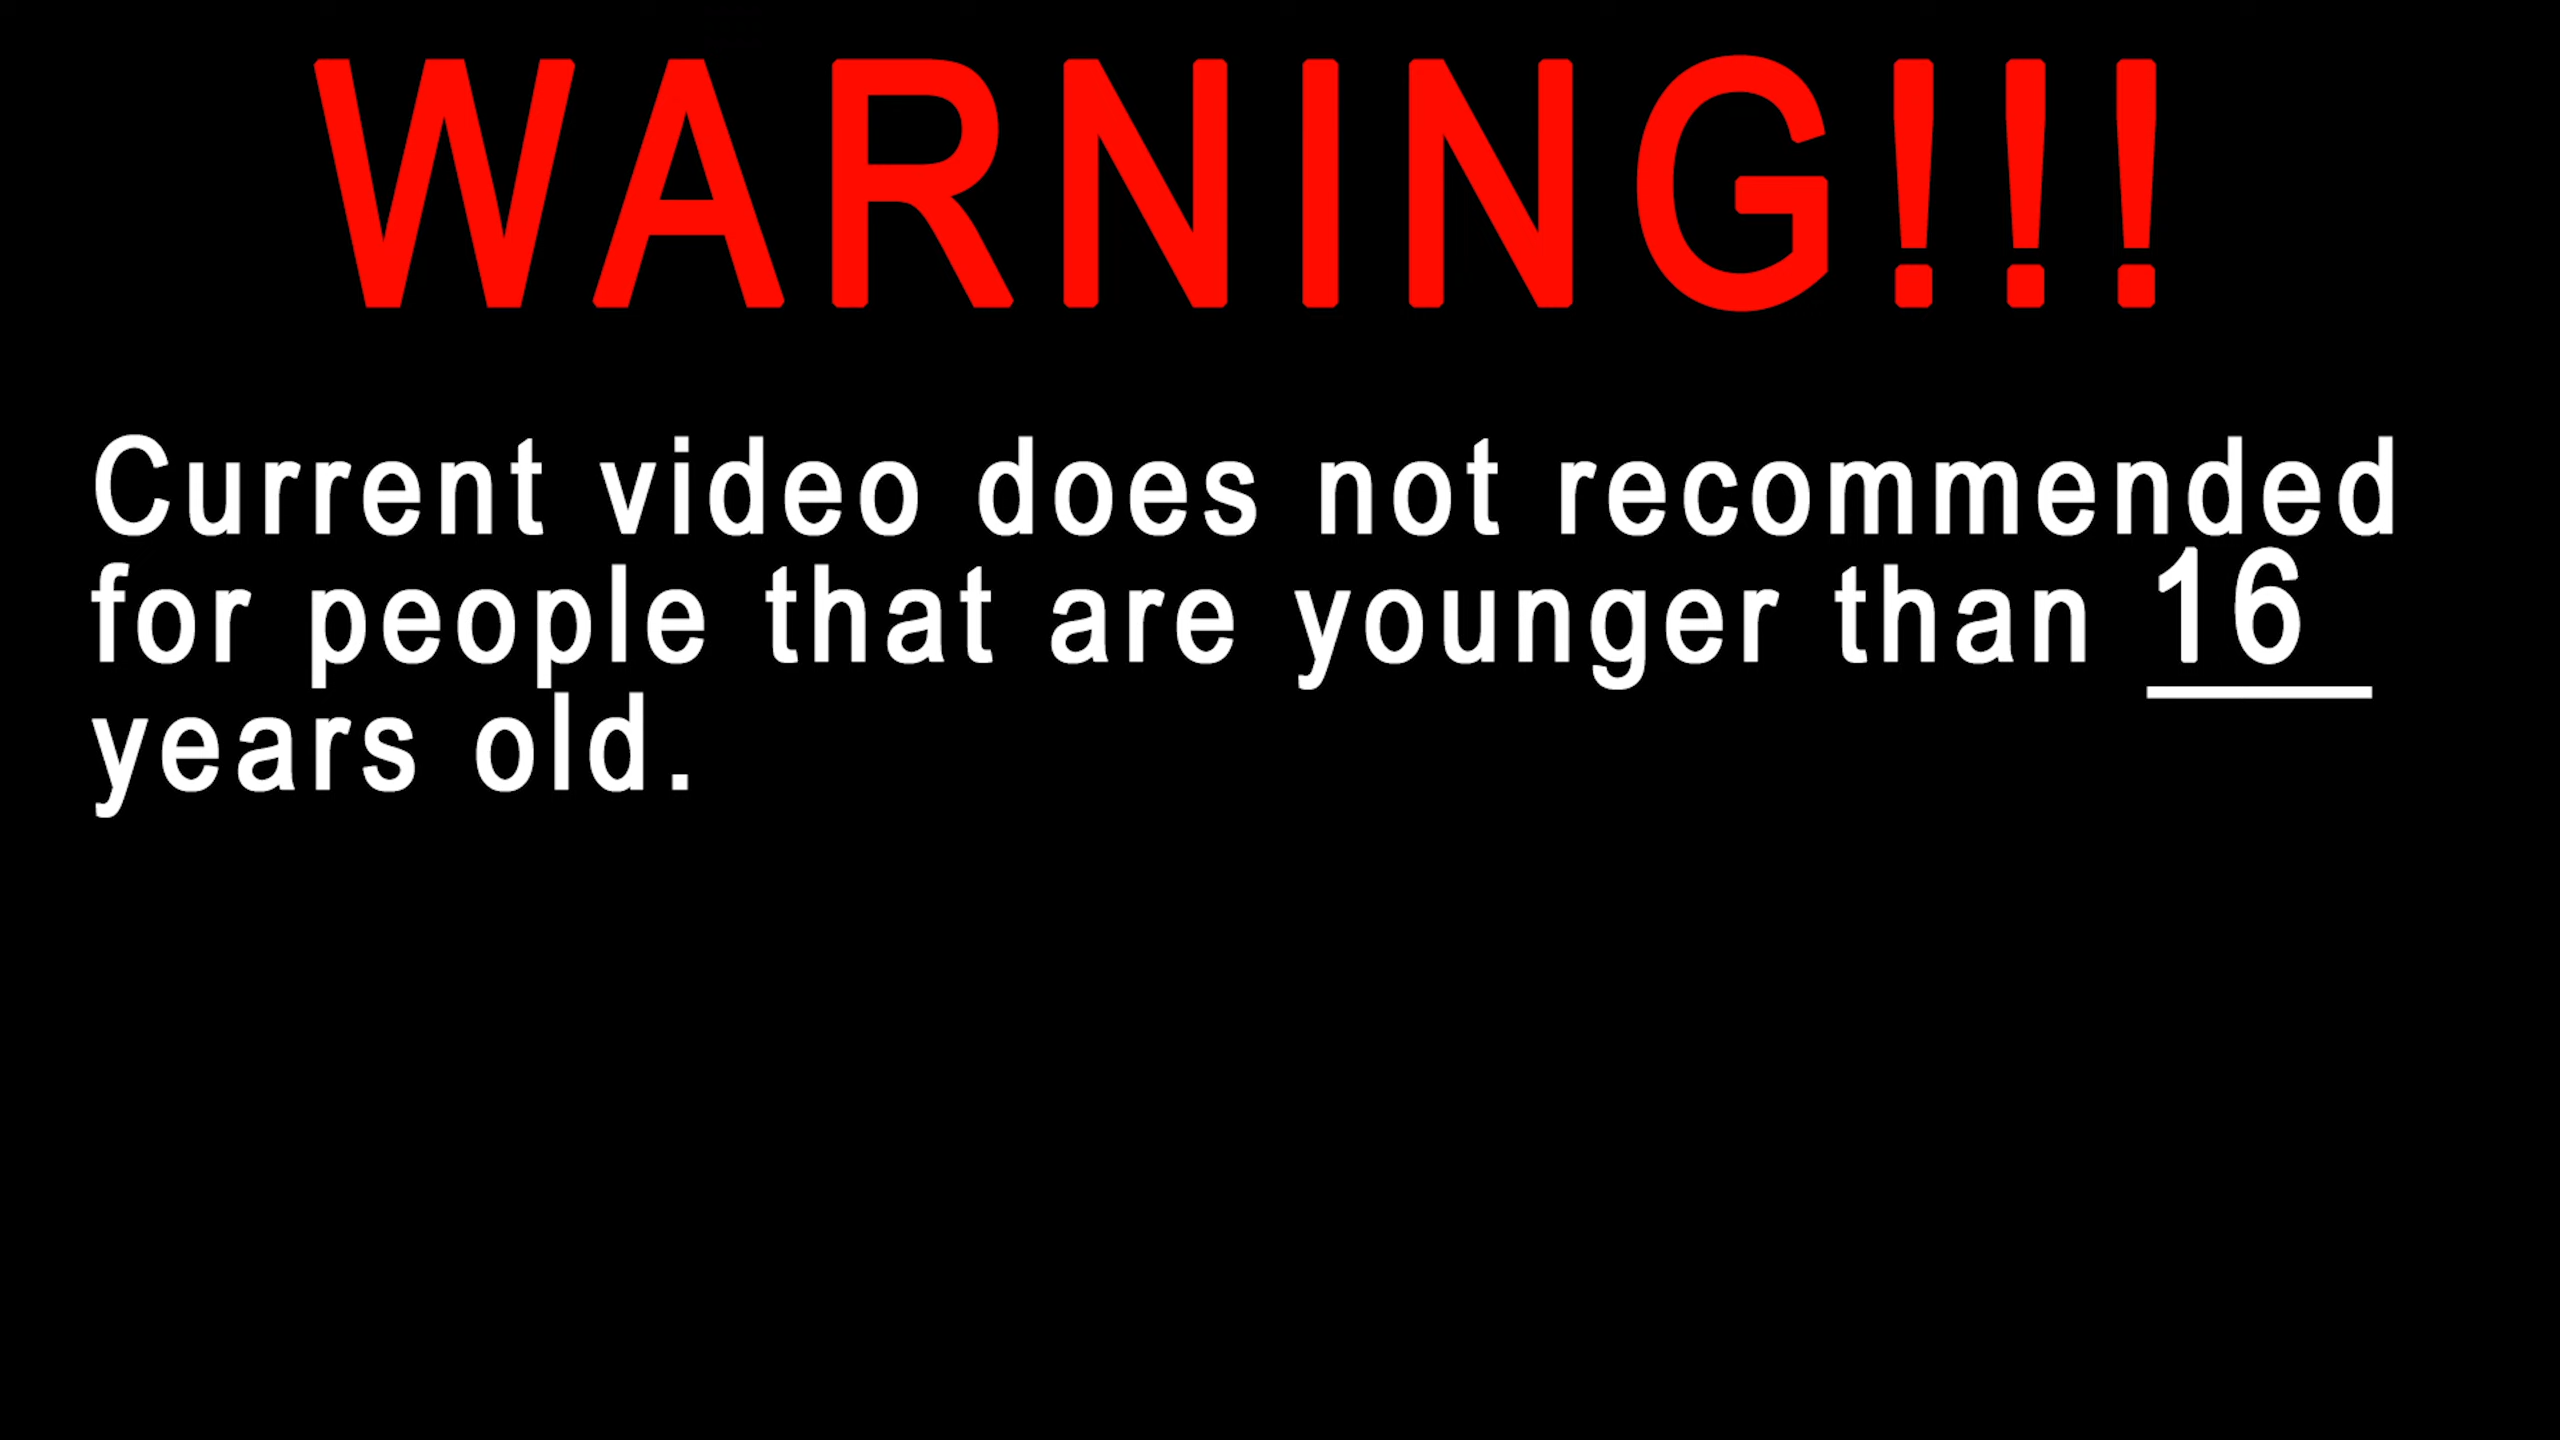 WARNING!!!
Current video does not recommended
for people that are younger than 16
years old.